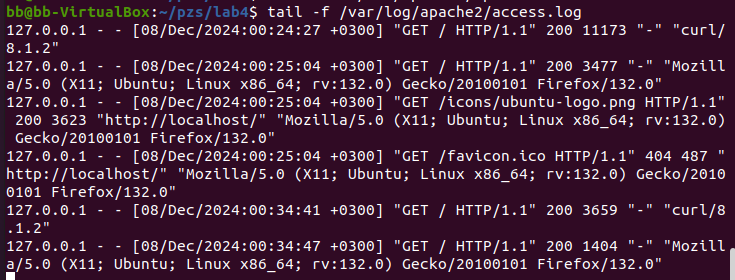 bb@bb-VirtualBox:~/pzs/lab4$ tail -f /var/log/apache2/access.log
127.0.0.1 - - [08/Dec/2024:00:24:27 +0300] "GET / HTTP/1.1" 200 11173 "-" "curl/
8.1.2"
127.0.0.1 - - [08/Dec/2024:00:25:04 +0300] "GET / HTTP/1.1" 200 3477 "-" "Mozill
a/5.0 (X11; Ubuntu; Linux x86_64; rv:132.0) Gecko/20100101 Firefox/132.0"
127.0.0.1 - - [08/Dec/2024:00:25:04 +0300] "GET /icons/ubuntu-logo.png HTTP/1.1"
 200 3623 "http://localhost/" "Mozilla/5.0 (X11; Ubuntu; Linux x86_64; rv:132.0)
 Gecko/20100101 Firefox/132.0"
127.0.0.1 - - [08/Dec/2024:00:25:04 +0300] "GET /favicon.ico HTTP/1.1" 404 487 "
http://localhost/" "Mozilla/5.0 (X11; Ubuntu; Linux x86_64; rv:132.0) Gecko/2010
0101 Firefox/132.0"
127.0.0.1 - - [08/Dec/2024:00:34:41 +0300] "GET / HTTP/1.1" 200 3659 "-" "curl/8
.1.2"
127.0.0.1 - - [08/Dec/2024:00:34:47 +0300] "GET / HTTP/1.1" 200 1404 "-" "Mozill
a/5.0 (X11; Ubuntu; Linux x86_64; rv:132.0) Gecko/20100101 Firefox/132.0"